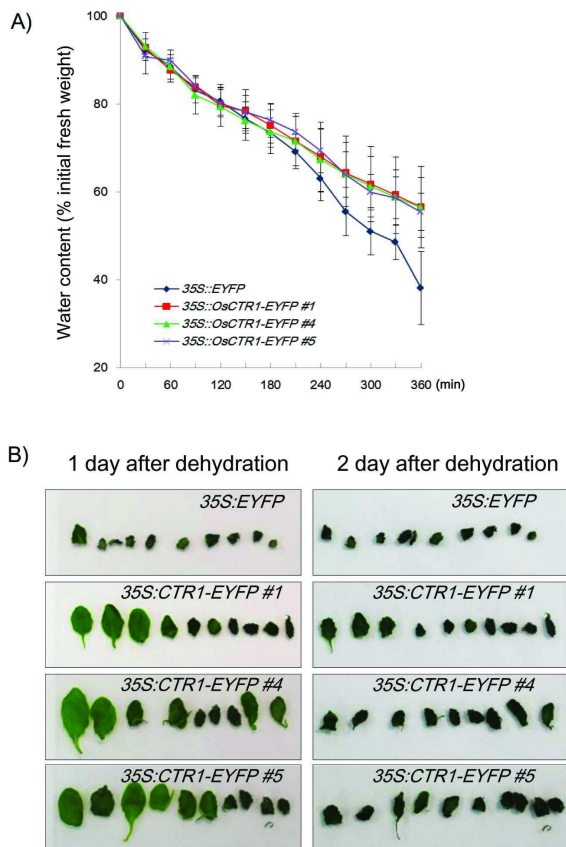 A)
Water content (% initial fresh weight)
100
80
60
40
20
35S::EYFP
35S::OsCTR1-EYFP #1
35S::OsCTR1-EYFP #4
35S::OsCTR1-EYFP #5
0 60 120 180 240 300 360 (min)
B)
1 day after dehydration 2 day after dehydration
35S:EYFP 35S:EYFP
35S:CTR1-EYFP #1 35S:CTR1-EYFP #1
35S:CTR1-EYFP #4 35S:CTR1-EYFP #4
35S:CTR1-EYFP #5 35S:CTR1-EYFP #5